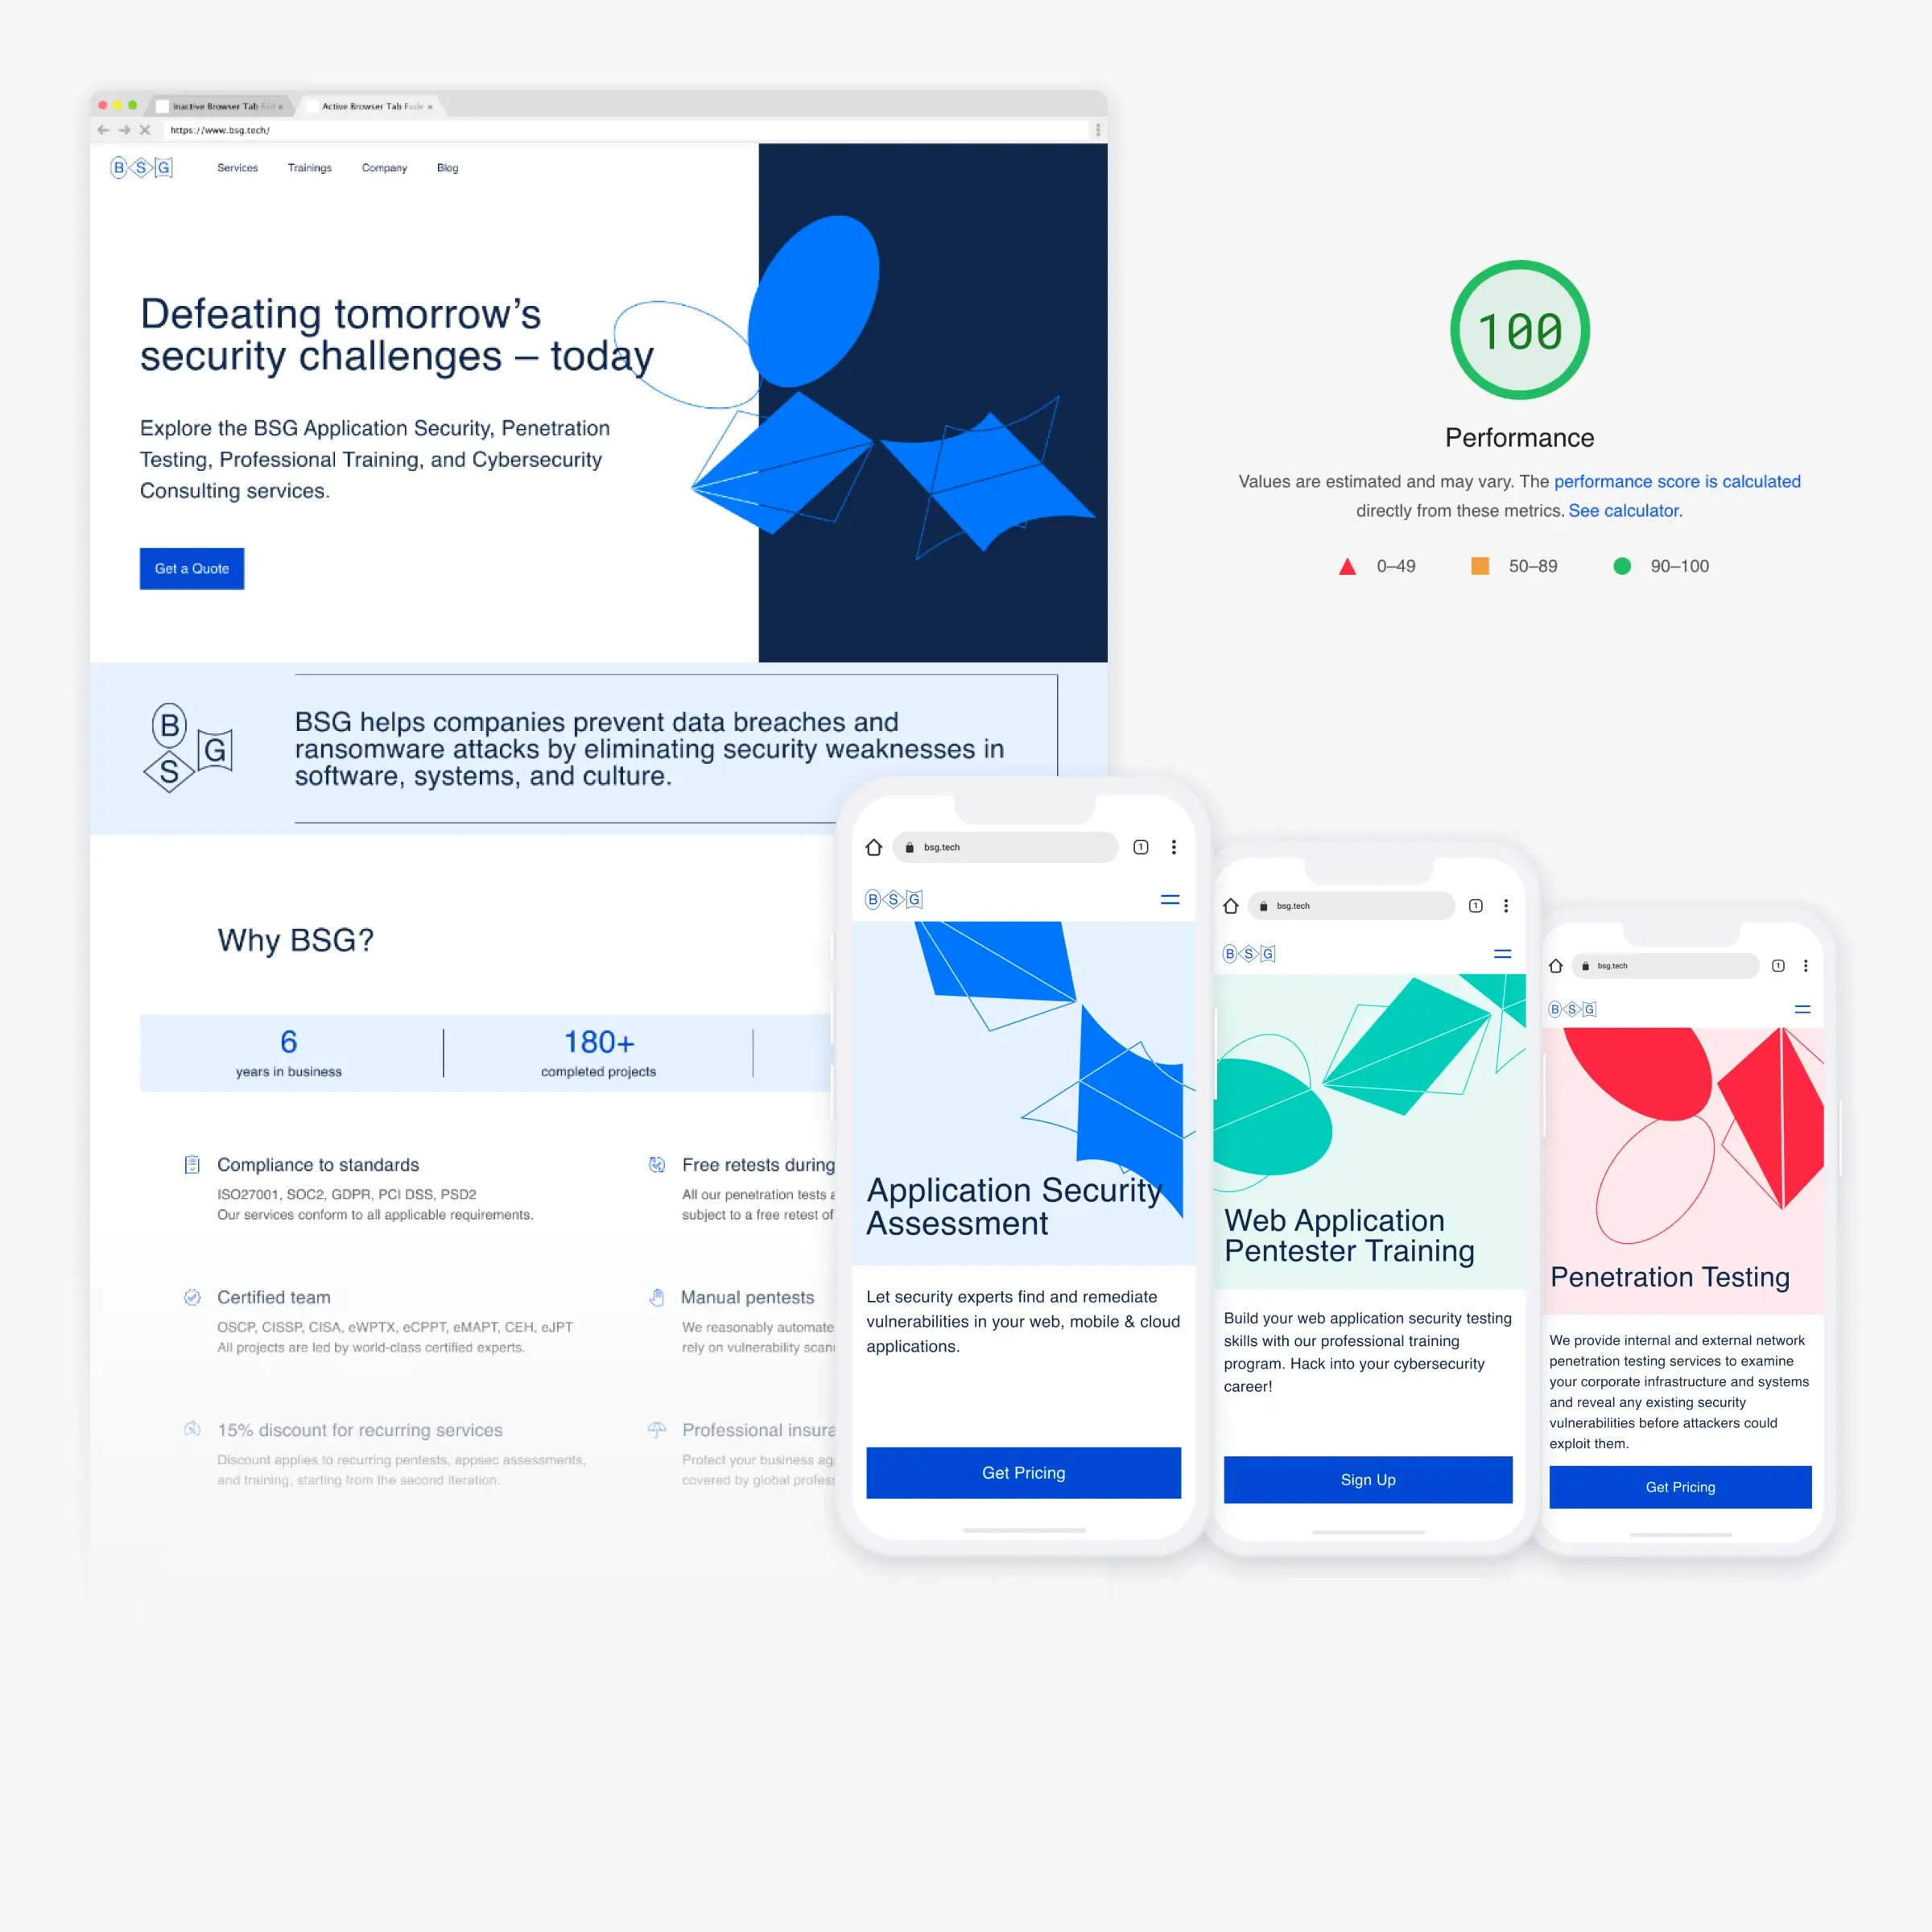 Inactive Browser Tab
Active Browser Tab Fade
https://www.bsg.tech/
B S G
Services
Trainings
Company
Blog
Defeating tomorrow’s
security challenges – today
Explore the BSG Application Security, Penetration
Testing, Professional Training, and Cybersecurity
Consulting services.
Get a Quote
B
S
G
BSG helps companies prevent data breaches and
ransomware attacks by eliminating security weaknesses in
software, systems, and culture.
Why BSG?
6
years in business
180+
completed projects
Compliance to standards
ISO27001, SOC2, GDPR, PCI DSS, PSD2
Our services conform to all applicable requirements.
Free retests during
All our penetration tests
subject to a free retest of
Certified team
OSCP, CISSP, CISA, eWPTX, eCPPT, eMAPT, CEH, eJPT
All projects are led by world-class certified experts.
Manual pentests
We reasonably automate
rely on vulnerability scan
15% discount for recurring services
Discount applies to recurring pentests, appsec assessments,
and training, starting from the second iteration.
Professional insura
Protect your business ag
covered by global profes
100
Performance
Values are estimated and may vary. The performance score is calculated
directly from these metrics. See calculator.
0–49
50–89
90–100
bsg.tech
1
B S G
Application Security
Assessment
Let security experts find and remediate
vulnerabilities in your web, mobile & cloud
applications.
Get Pricing
bsg.tech
1
B S G
Web Application
Pentester Training
Build your web application security testing
skills with our professional training
program. Hack into your cybersecurity
career!
Sign Up
bsg.tech
1
B S G
Penetration Testing
We provide internal and external network
penetration testing services to examine
your corporate infrastructure and systems
and reveal any existing security
vulnerabilities before attackers could
exploit them.
Get Pricing